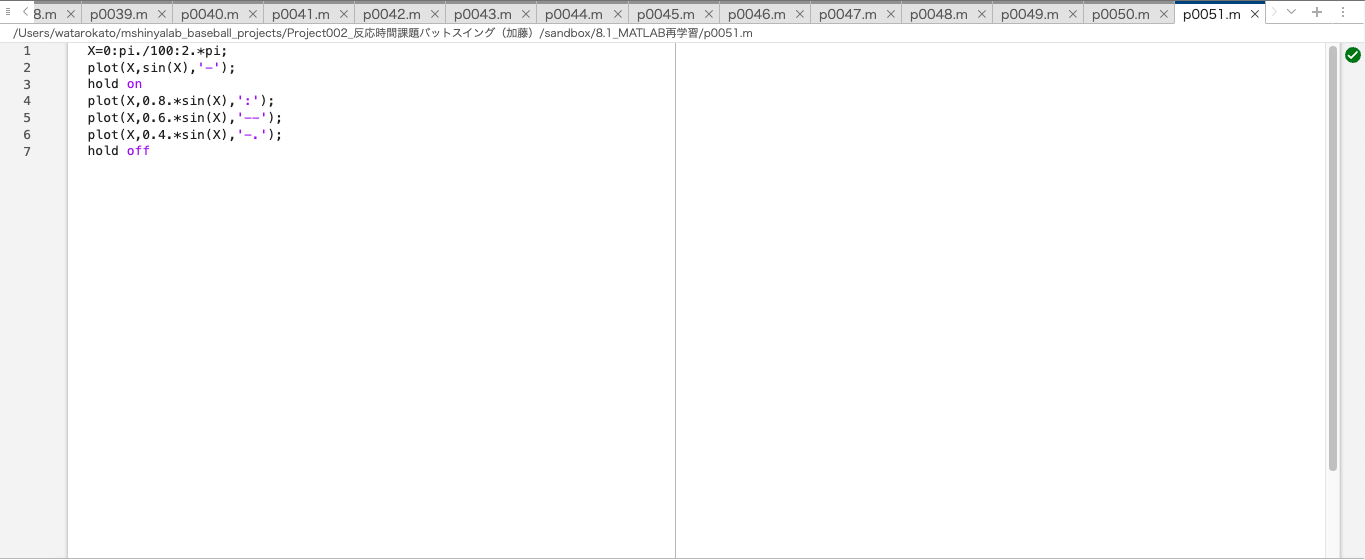 8.m p0039.m p0040.m p0041.m p0042.m p0043.m p0044.m p0045.m p0046.m p0047.m p0048.m p0049.m p0050.m p0051.m
/Users/watarokato/mshinyalab_baseball_projects/Project002_反応時間課題バットスイング（加藤）/sandbox/8.1_MATLAB再学習/p0051.m
1 X=0:pi./100:2.*pi;
2 plot(X,sin(X),'-');
3 hold on
4 plot(X,0.8.*sin(X),':');
5 plot(X,0.6.*sin(X),'--');
6 plot(X,0.4.*sin(X),'-.');
7 hold off